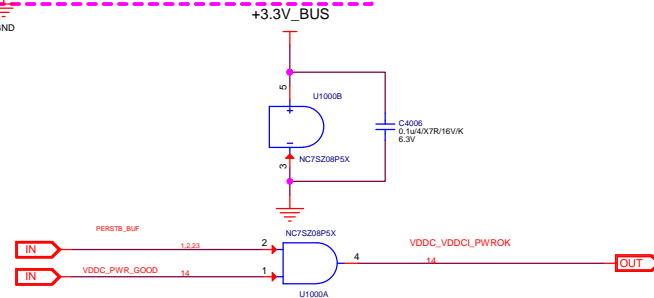 +3.3V_BUS
GND
5
U1000B
+
C4006
0.1u/4/X7R/16V/K
6.3V
NC7SZ08P5X
3
PERSTB_BUF
NC7SZ08P5X
IN
1,2,23
2
4
VDDC_VDDCI_PWROK
14
OUT
IN
VDDC_PWR_GOOD
14
1
U1000A